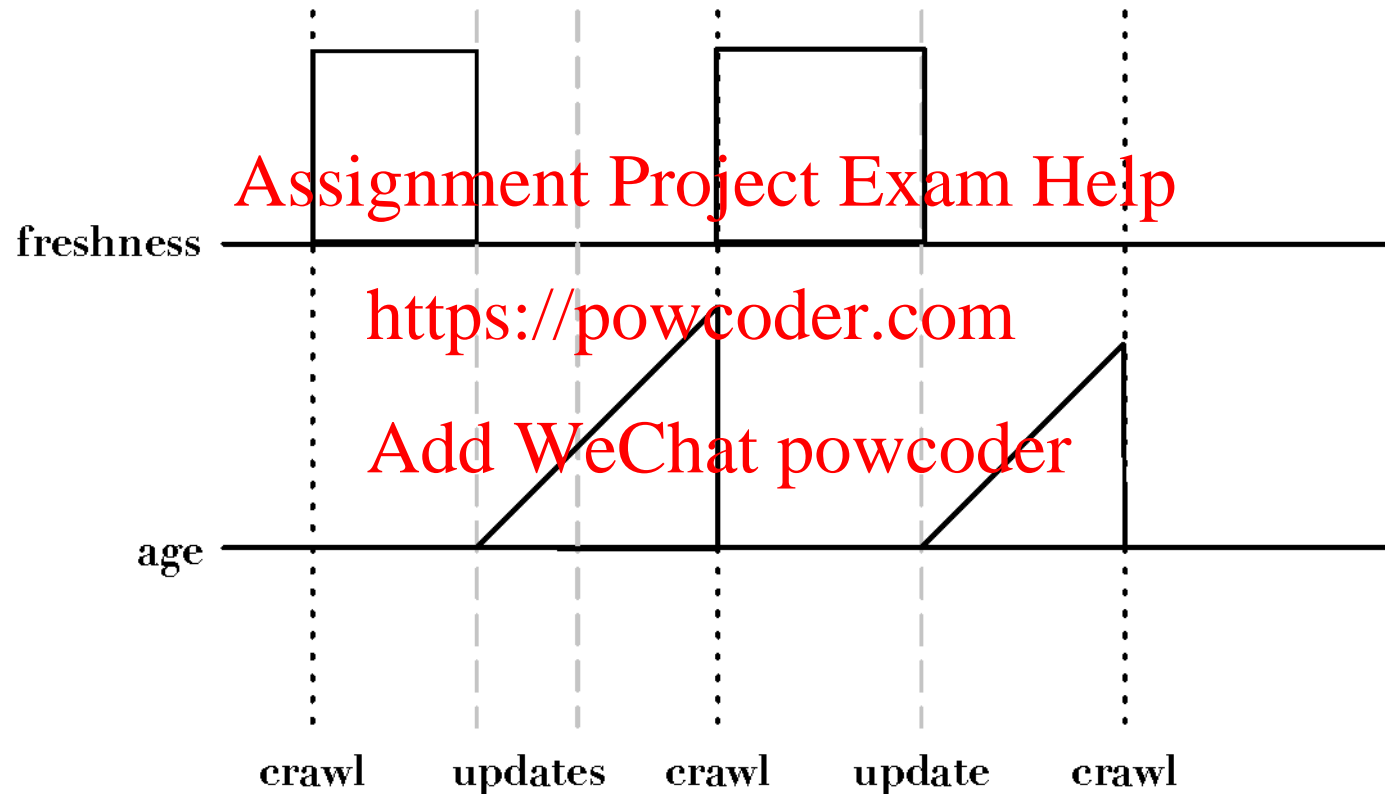 Assignment Project Exam Help
freshness
https://powcoder.com
Add WeChat powcoder
age
crawl updates crawl update crawl